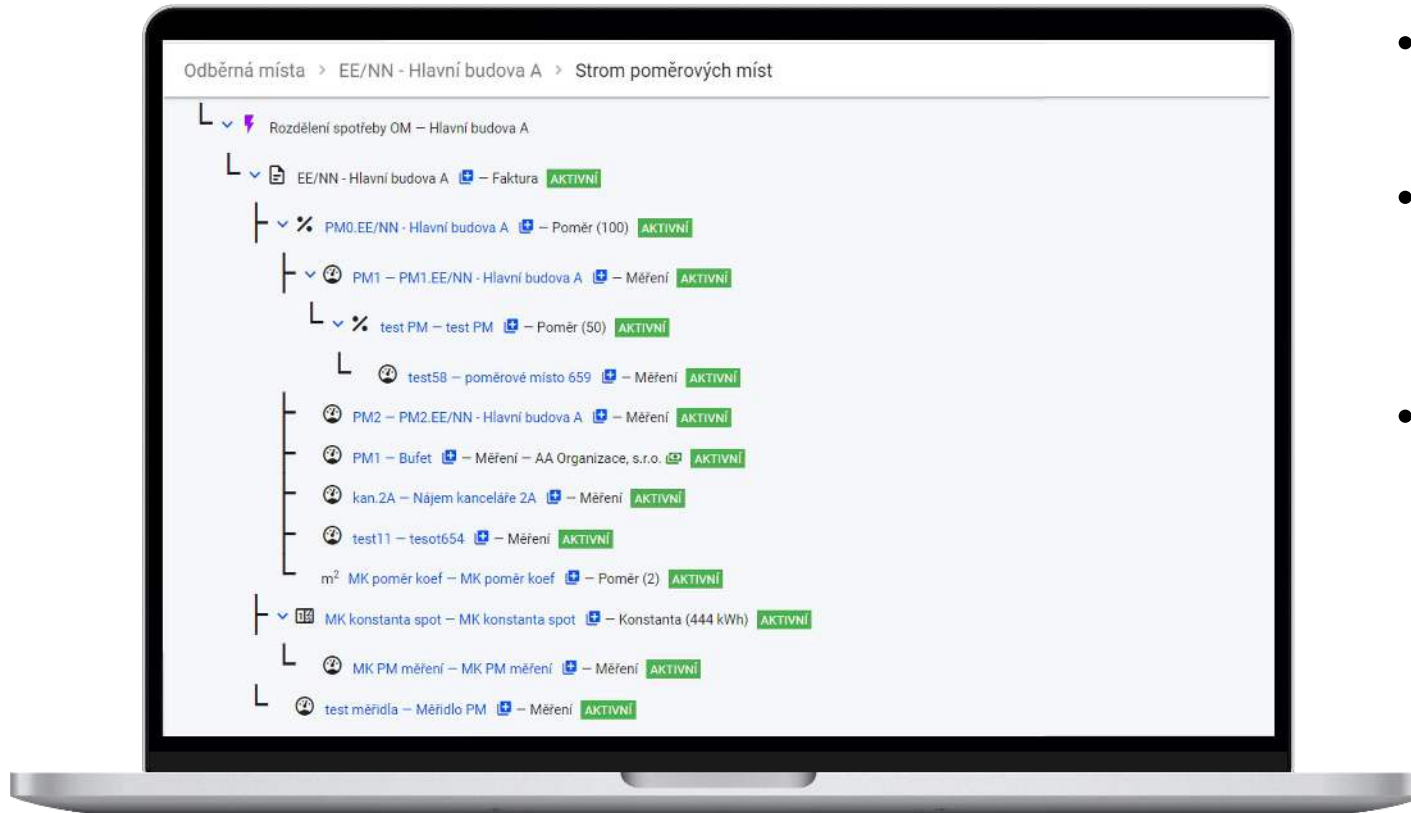 Odběrná místa > EE/NN - Hlavní budova A > Strom poměrových míst
Rozdělení spotřeby OM – Hlavní budova A
EE/NN - Hlavní budova A – Faktura AKTIVNÍ
PM0.EE/NN - Hlavní budova A – Poměr (100) AKTIVNÍ
PM1 – PM1.EE/NN - Hlavní budova A – Měření AKTIVNÍ
test PM – test PM – Poměr (50) AKTIVNÍ
test58 – poměrové místo 659 – Měření AKTIVNÍ
PM2 – PM2.EE/NN - Hlavní budova A – Měření AKTIVNÍ
PM1 – Bufet – Měření – AA Organizace, s.r.o. AKTIVNÍ
kan.2A – Nájem kanceláře 2A – Měření AKTIVNÍ
test11 – tesot654 – Měření AKTIVNÍ
m² MK poměr koef – MK poměr koef – Poměr (2) AKTIVNÍ
MK konstanta spot – MK konstanta spot – Konstanta (444 kWh) AKTIVNÍ
MK PM měření – MK PM měření – Měření AKTIVNÍ
test měřidla – Měřidlo PM – Měření AKTIVNÍ